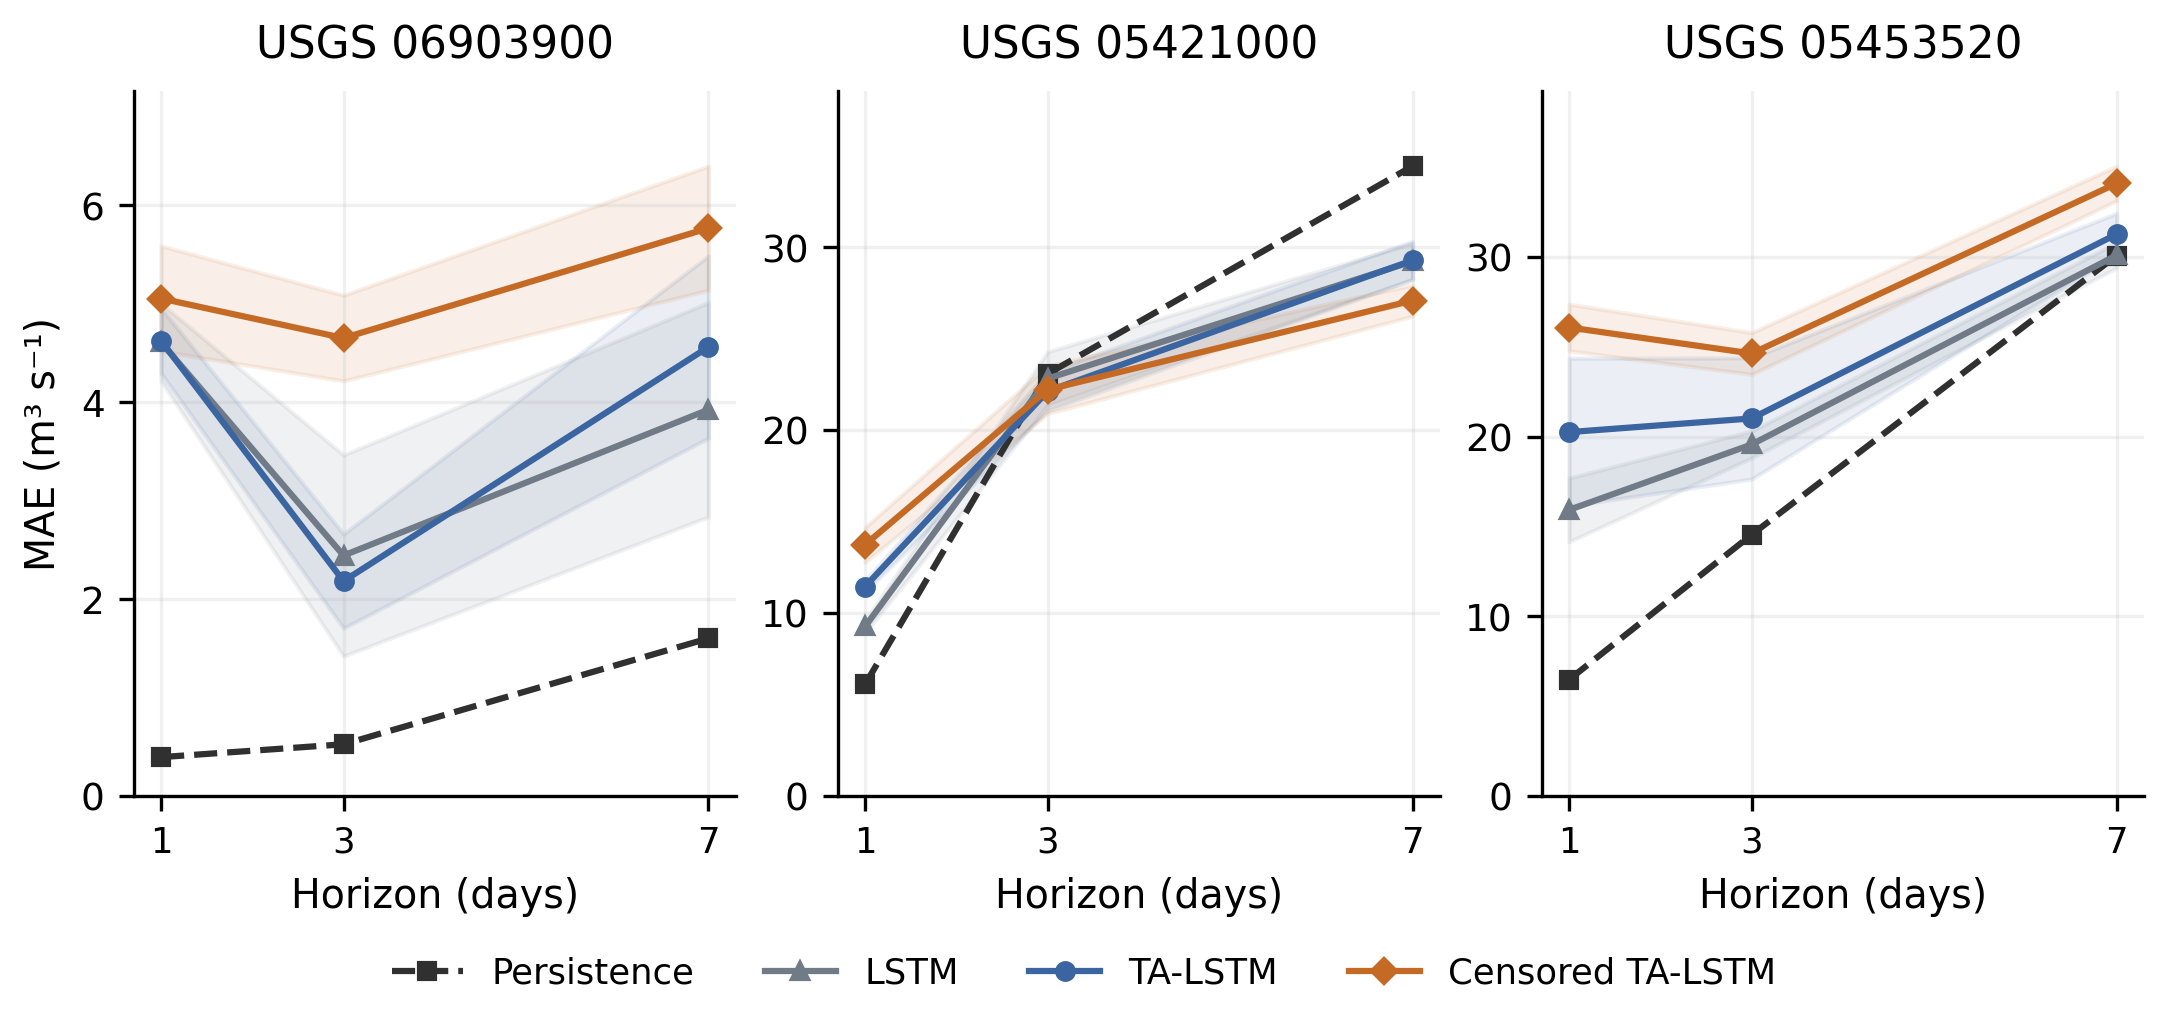 USGS 06903900 USGS 05421000 USGS 05453520
MAE (m³ s⁻¹)
6
4
2
0
1 3 7
Horizon (days)
30
20
10
0
1 3 7
Horizon (days)
30
20
10
0
1 3 7
Horizon (days)
Persistence LSTM TA-LSTM Censored TA-LSTM